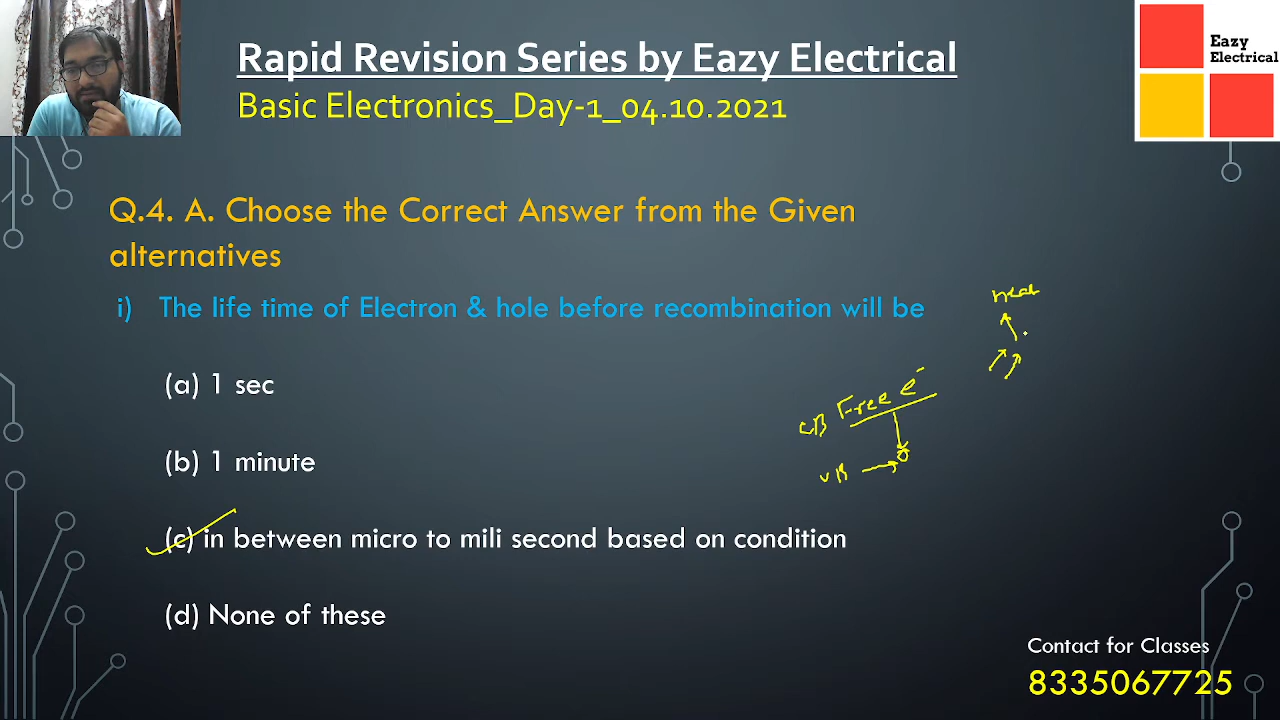 Rapid Revision Series by Eazy Electrical
Basic Electronics_Day-1_04.10.2021
Eazy
Electrical
Q.4. A. Choose the Correct Answer from the Given
alternatives
i) The life time of Electron & hole before recombination will be
heat
(a) 1 sec
CB Free e⁻
(b) 1 minute
VB
(c) in between micro to mili second based on condition
(d) None of these
Contact for Classes
8335067725